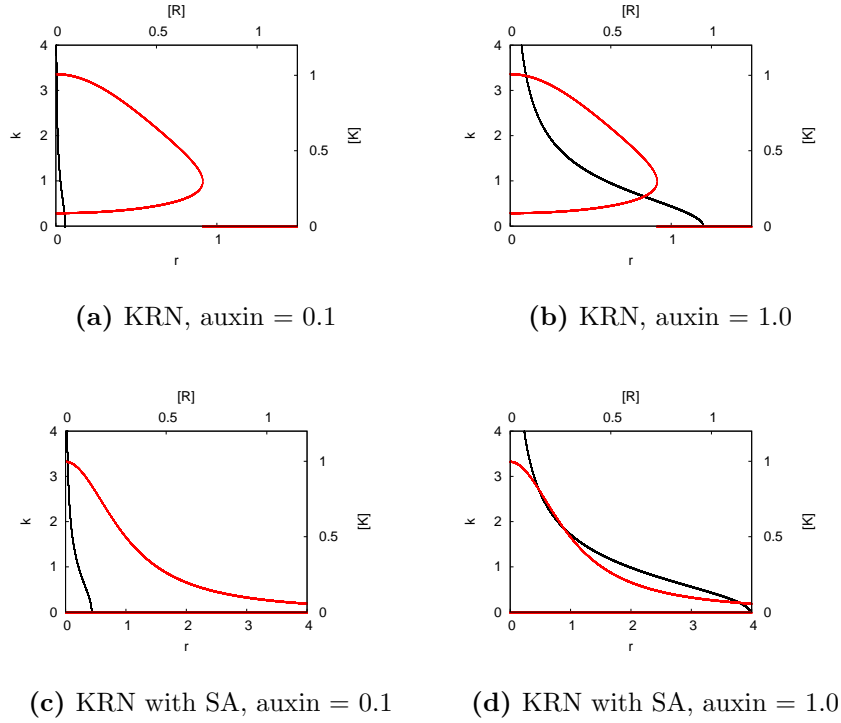 [R]
0 0.5 1
4
3
2
1
0
k
1
0.5
0
[K]
0 1
r
(a) KRN, auxin = 0.1
[R]
0 0.5 1
4
3
2
1
0
k
1
0.5
0
[K]
0 1
r
(b) KRN, auxin = 1.0
[R]
0 0.5 1
4
3
2
1
0
k
1
0.5
0
[K]
0 1 2 3 4
r
(c) KRN with SA, auxin = 0.1
[R]
0 0.5 1
4
3
2
1
0
k
1
0.5
0
[K]
0 1 2 3 4
r
(d) KRN with SA, auxin = 1.0